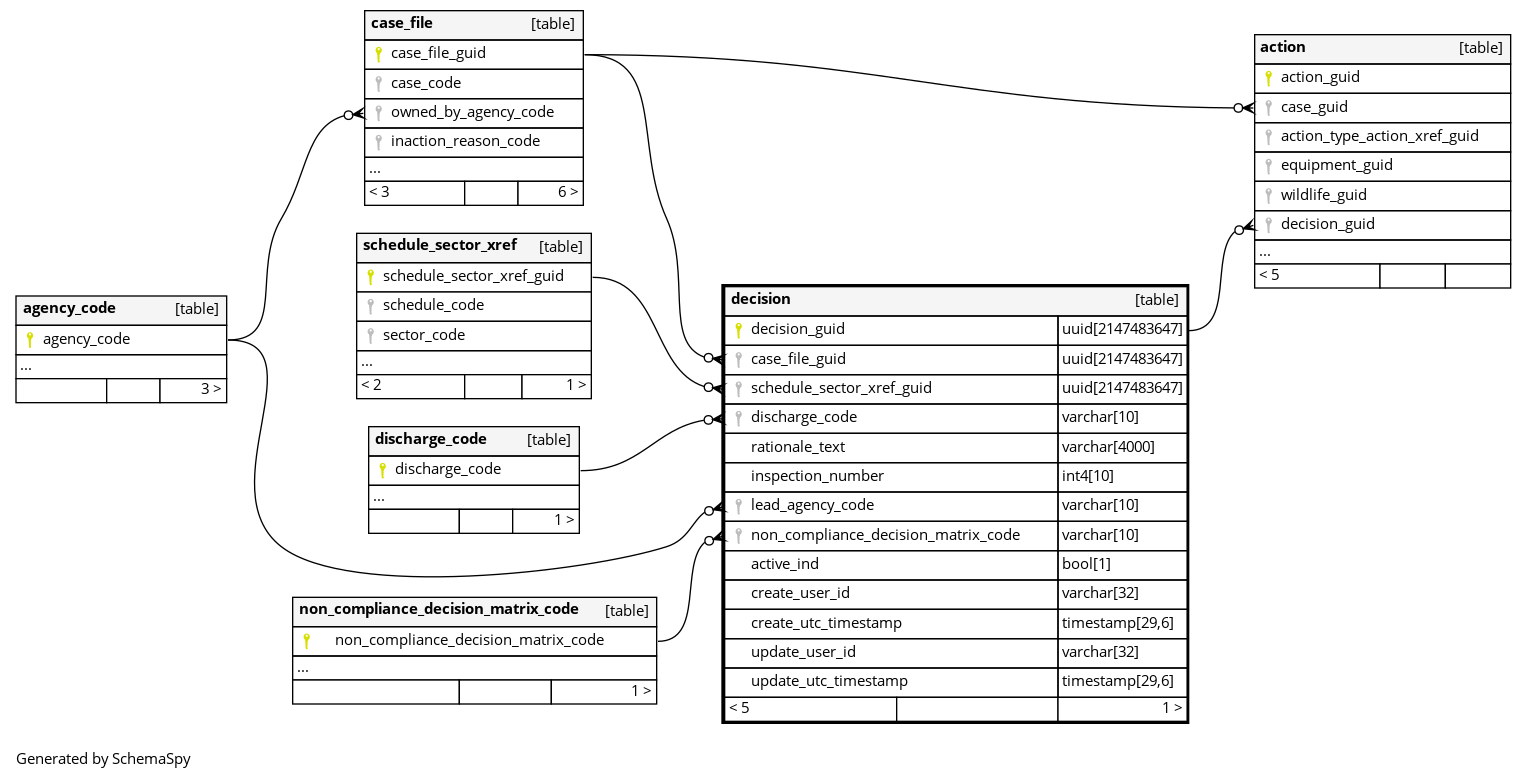 case_file [table]
case_file_guid
case_code
owned_by_agency_code
inaction_reason_code
...
< 3 6 >
action [table]
action_guid
case_guid
action_type_action_xref_guid
equipment_guid
wildlife_guid
decision_guid
...
< 5
schedule_sector_xref [table]
schedule_sector_xref_guid
schedule_code
sector_code
...
< 2 1 >
agency_code [table]
agency_code
...
3 >
decision [table]
decision_guid uuid[2147483647]
case_file_guid uuid[2147483647]
schedule_sector_xref_guid uuid[2147483647]
discharge_code varchar[10]
rationale_text varchar[4000]
inspection_number int4[10]
lead_agency_code varchar[10]
non_compliance_decision_matrix_code varchar[10]
active_ind bool[1]
create_user_id varchar[32]
create_utc_timestamp timestamp[29,6]
update_user_id varchar[32]
update_utc_timestamp timestamp[29,6]
< 5 1 >
discharge_code [table]
discharge_code
...
1 >
non_compliance_decision_matrix_code [table]
non_compliance_decision_matrix_code
...
1 >
Generated by SchemaSpy